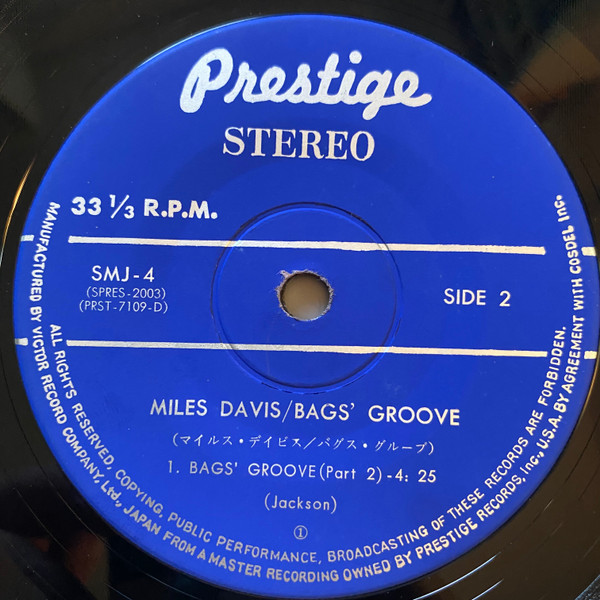 Prestige
STEREO
33 1/3 R.P.M.
SMJ-4
(SPRES-2003)
(PRST-7109-D)
SIDE 2
MILES DAVIS/BAGS' GROOVE
(マイルス・デイビス/バグス・グルーブ)
1. BAGS' GROOVE(Part 2)-4: 25
(Jackson)
①
ALL RIGHTS RESERVED, COPYING, PUBLIC PERFORMANCE, BROADCASTING OF THESE RECORDS ARE FORBIDDEN.
MANUFACTURED BY VICTOR RECORD COMPANY, Ltd., JAPAN FROM A MASTER RECORDING OWNED BY PRESTIGE RECORDS, Inc., U.S.A. BY AGREEMENT WITH COSDEL Inc.